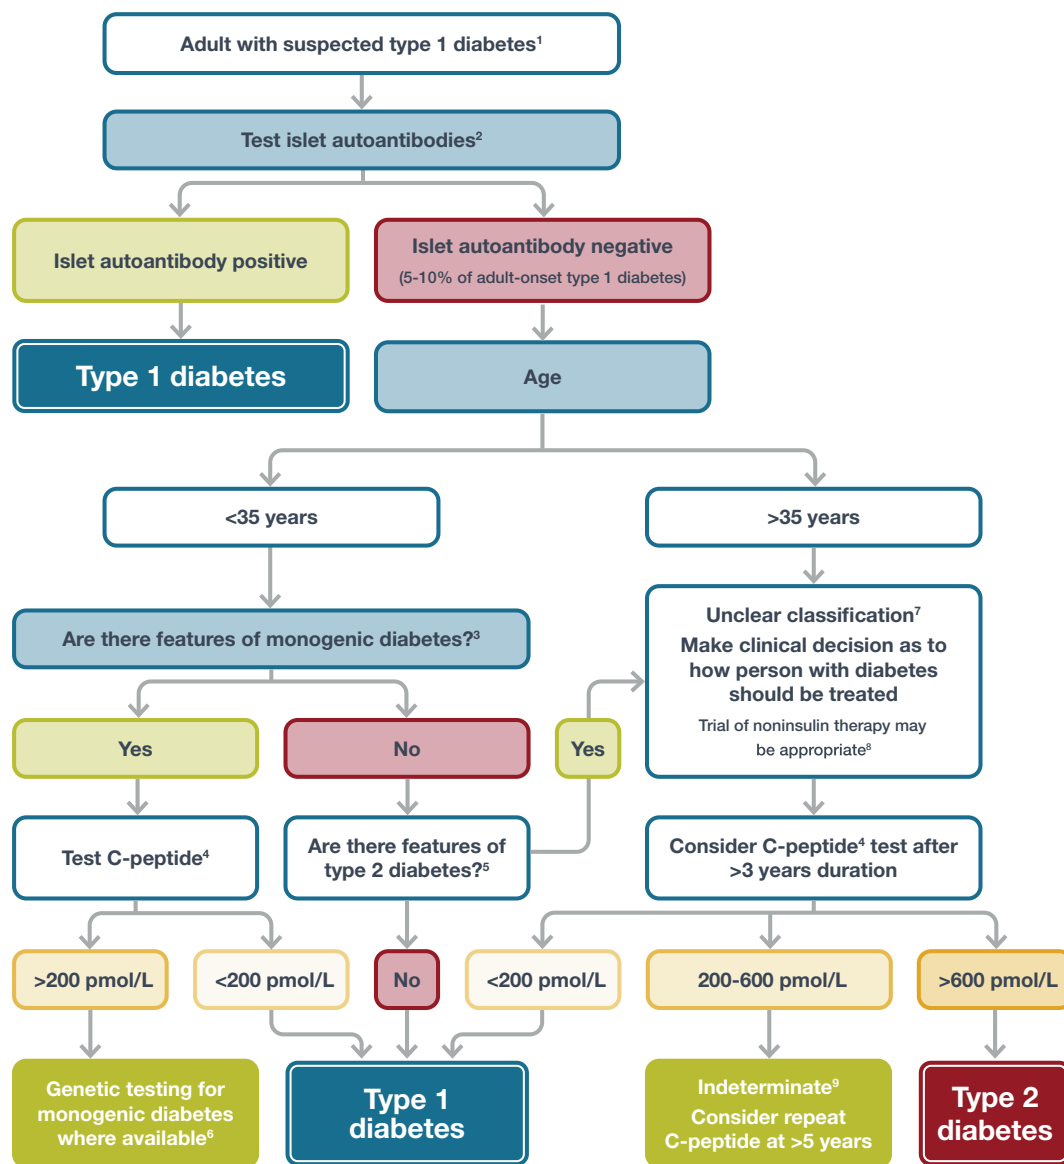 Adult with suspected type 1 diabetes¹
Test islet autoantibodies²
Islet autoantibody positive
Islet autoantibody negative
(5-10% of adult-onset type 1 diabetes)
Type 1 diabetes
Age
<35 years
>35 years
Are there features of monogenic diabetes?³
Unclear classification⁷
Make clinical decision as to
how person with diabetes
should be treated
Trial of noninsulin therapy may
be appropriate⁸
Yes
No
Yes
Test C-peptide⁴
Are there features of
type 2 diabetes?⁵
Consider C-peptide⁴ test after
>3 years duration
>200 pmol/L
<200 pmol/L
No
<200 pmol/L
200-600 pmol/L
>600 pmol/L
Genetic testing for
monogenic diabetes
where available⁶
Type 1
diabetes
Indeterminate⁹
Consider repeat
C-peptide at >5 years
Type 2
diabetes